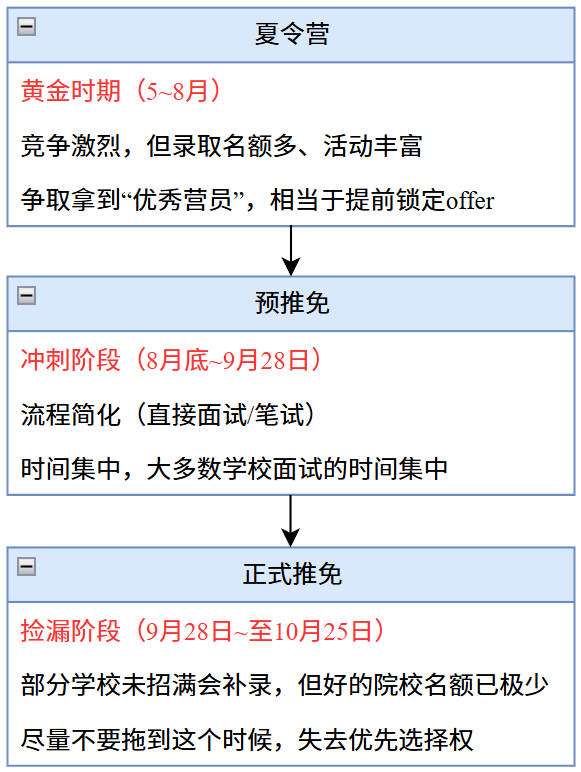 夏令营
黄金时期（5~8月）
竞争激烈，但录取名额多、活动丰富
争取拿到“优秀营员”，相当于提前锁定offer
预推免
冲刺阶段（8月底~9月28日）
流程简化（直接面试/笔试）
时间集中，大多数学校面试的时间集中
正式推免
捡漏阶段（9月28日~至10月25日）
部分学校未招满会补录，但好的院校名额已极少
尽量不要拖到这个时候，失去优先选择权